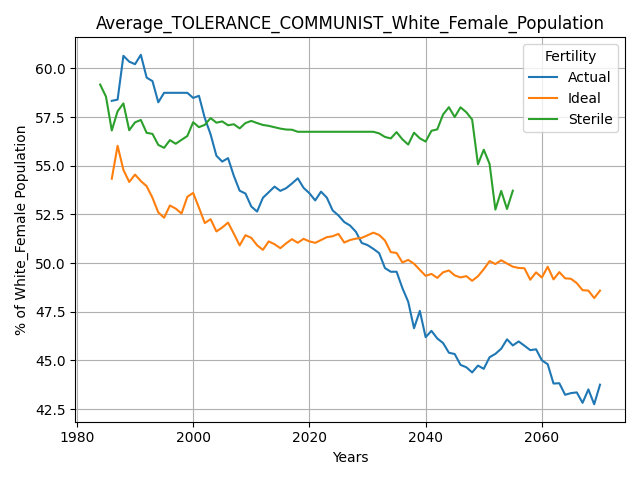 Average_TOLERANCE_COMMUNIST_White_Female_Population
Fertility
Actual
Ideal
Sterile
% of White_Female Population
60.0
57.5
55.0
52.5
50.0
47.5
45.0
42.5
1980
2000
2020
2040
2060
Years